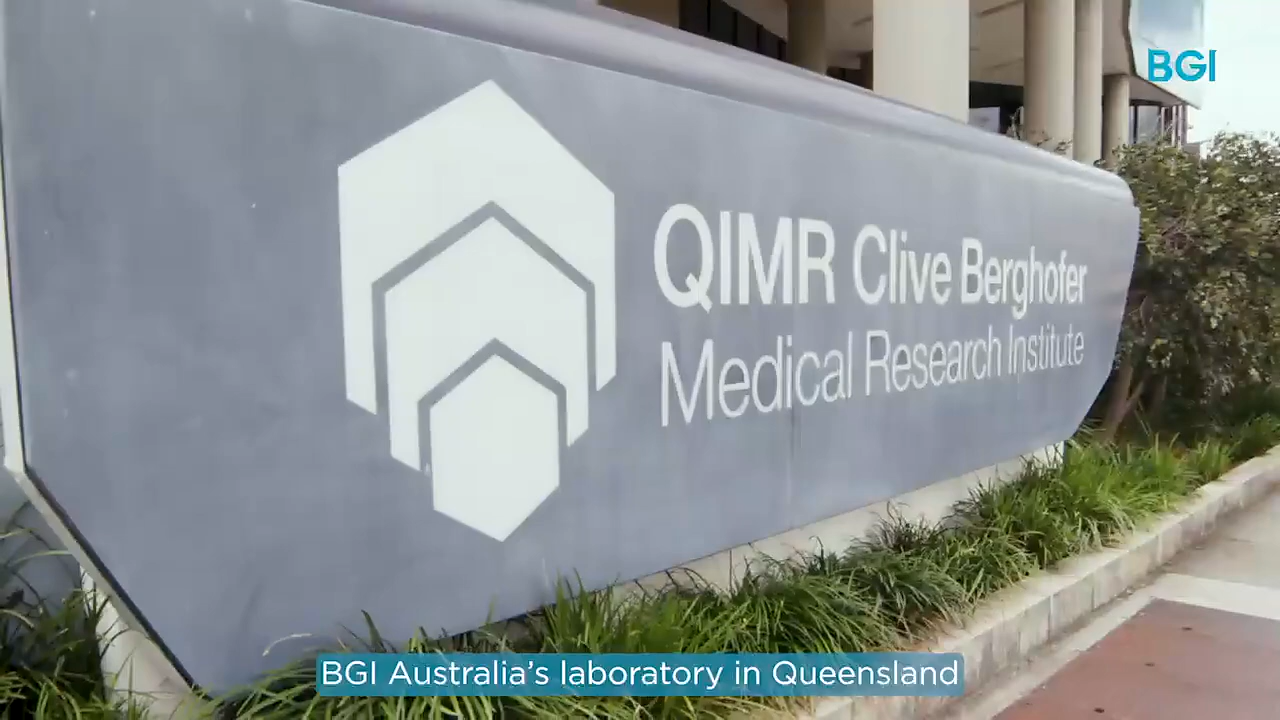 BGI
QIMR Clive Berghofer
Medical Research Institute
BGI Australia's laboratory in Queensland